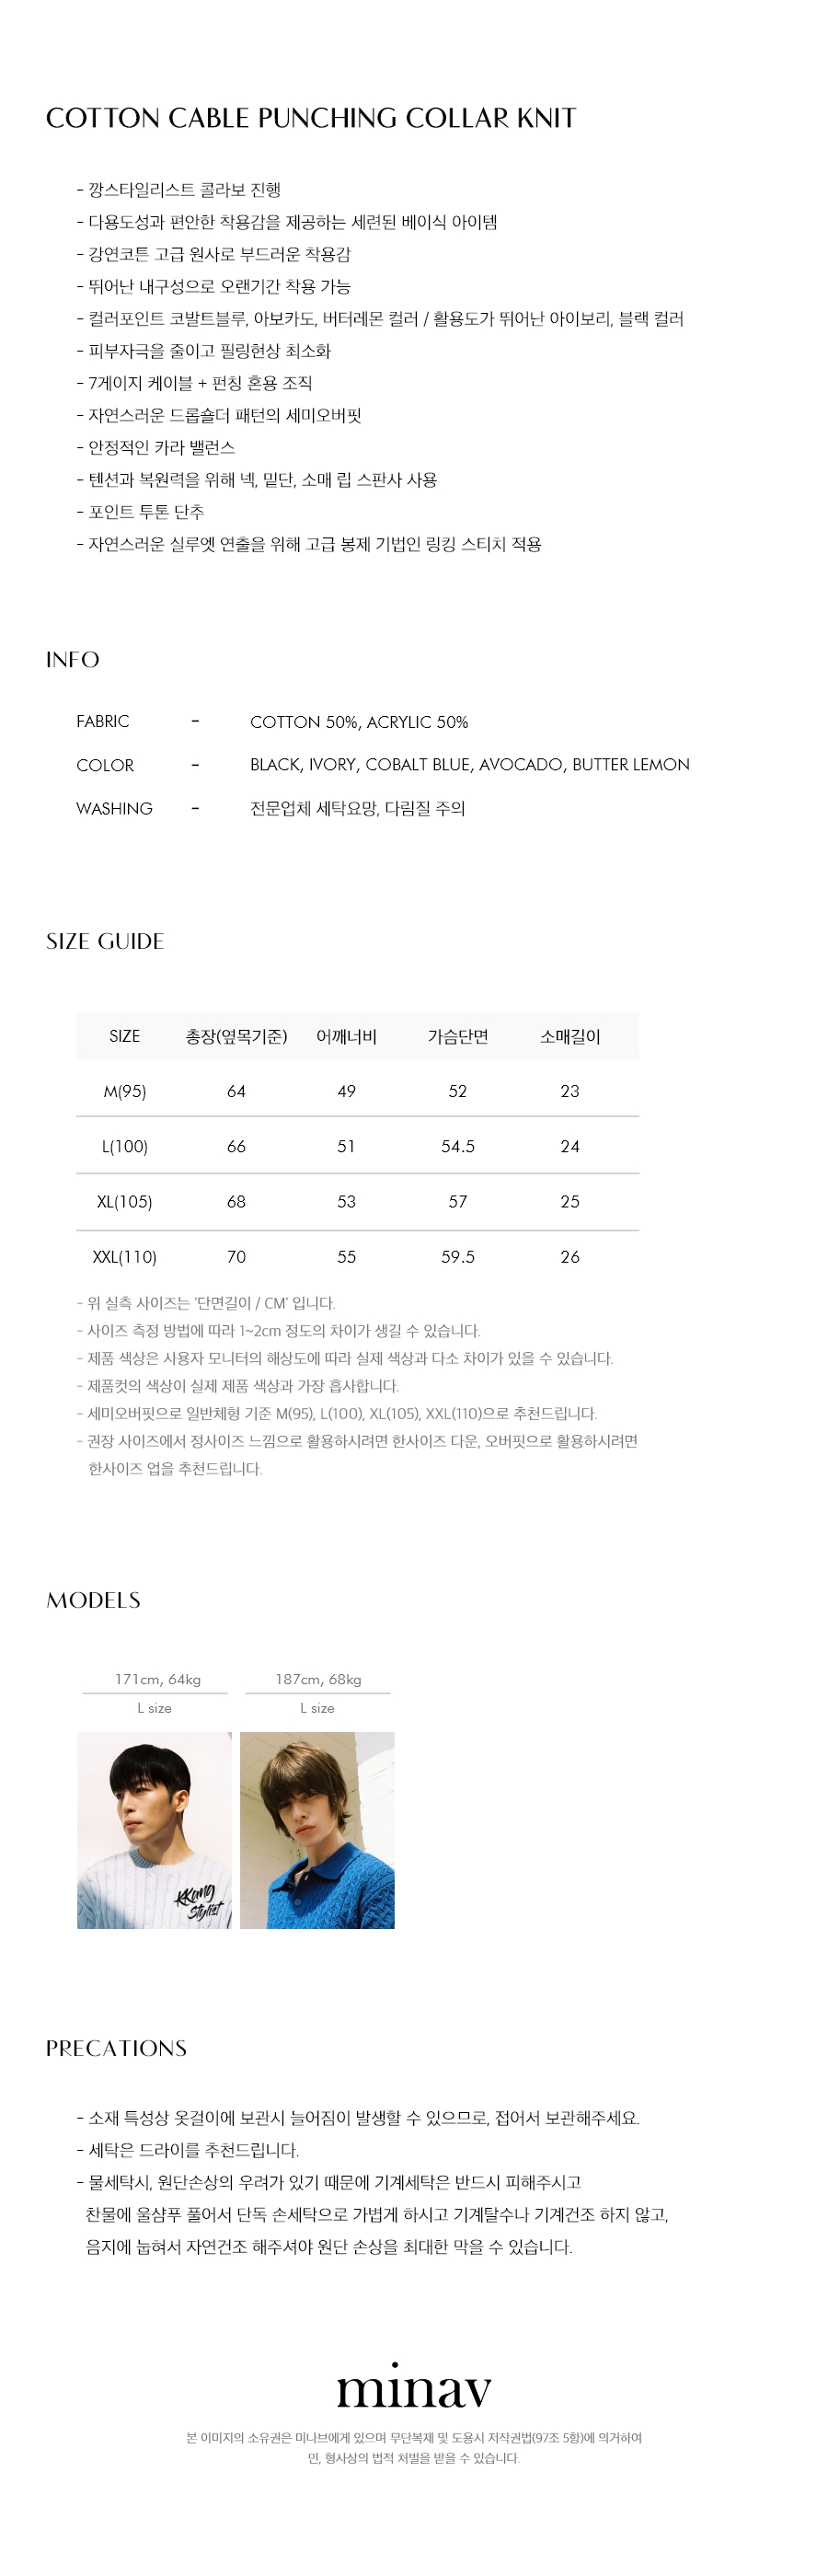 COTTON CABLE PUNCHING COLLAR KNIT
- 깡스타일리스트 콜라보 진행
- 다용도성과 편안한 착용감을 제공하는 세련된 베이식 아이템
- 강연코튼 고급 원사로 부드러운 착용감
- 뛰어난 내구성으로 오랜기간 착용 가능
- 컬러포인트 코발트블루, 아보카도, 버터레몬 컬러 / 활용도가 뛰어난 아이보리, 블랙 컬러
- 피부자극을 줄이고 필링현상 최소화
- 7게이지 케이블 + 펀칭 혼용 조직
- 자연스러운 드롭숄더 패턴의 세미오버핏
- 안정적인 카라 밸런스
- 텐션과 복원력을 위해 넥, 밑단, 소매 립 스판사 사용
- 포인트 투톤 단추
- 자연스러운 실루엣 연출을 위해 고급 봉제 기법인 링킹 스티치 적용
INFO
FABRIC - COTTON 50%, ACRYLIC 50%
COLOR - BLACK, IVORY, COBALT BLUE, AVOCADO, BUTTER LEMON
WASHING - 전문업체 세탁요망, 다림질 주의
SIZE GUIDE
SIZE 총장(옆목기준) 어깨너비 가슴단면 소매길이
M(95) 64 49 52 23
L(100) 66 51 54.5 24
XL(105) 68 53 57 25
XXL(110) 70 55 59.5 26
- 위 실측 사이즈는 '단면길이 / CM' 입니다.
- 사이즈 측정 방법에 따라 1~2cm 정도의 차이가 생길 수 있습니다.
- 제품 색상은 사용자 모니터의 해상도에 따라 실제 색상과 다소 차이가 있을 수 있습니다.
- 제품컷의 색상이 실제 제품 색상과 가장 흡사합니다.
- 세미오버핏으로 일반체형 기준 M(95), L(100), XL(105), XXL(110)으로 추천드립니다.
- 권장 사이즈에서 정사이즈 느낌으로 활용하시려면 한사이즈 다운, 오버핏으로 활용하시려면
한사이즈 업을 추천드립니다.
MODELS
171cm, 64kg 187cm, 68kg
L size L size
KKang
Stylist
PRECATIONS
- 소재 특성상 옷걸이에 보관시 늘어짐이 발생할 수 있으므로, 접어서 보관해주세요.
- 세탁은 드라이를 추천드립니다.
- 물세탁시, 원단손상의 우려가 있기 때문에 기계세탁은 반드시 피해주시고
찬물에 울샴푸 풀어서 단독 손세탁으로 가볍게 하시고 기계탈수나 기계건조 하지 않고,
음지에 눕혀서 자연건조 해주셔야 원단 손상을 최대한 막을 수 있습니다.
minav
본 이미지의 소유권은 미나브에게 있으며 무단복제 및 도용시 저작권법(97조 5항)에 의거하여
민, 형사상의 법적 처벌을 받을 수 있습니다.